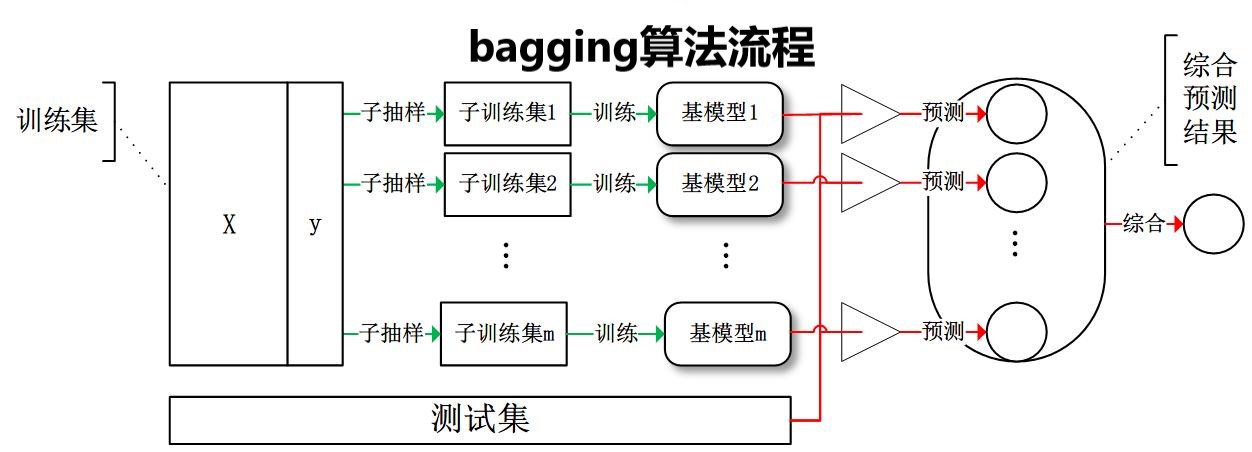 bagging算法流程
训练集
X
y
子抽样
子训练集1
训练
基模型1
预测
子抽样
子训练集2
训练
基模型2
预测
子抽样
子训练集m
训练
基模型m
预测
测试集
综合
预测
结果
综合